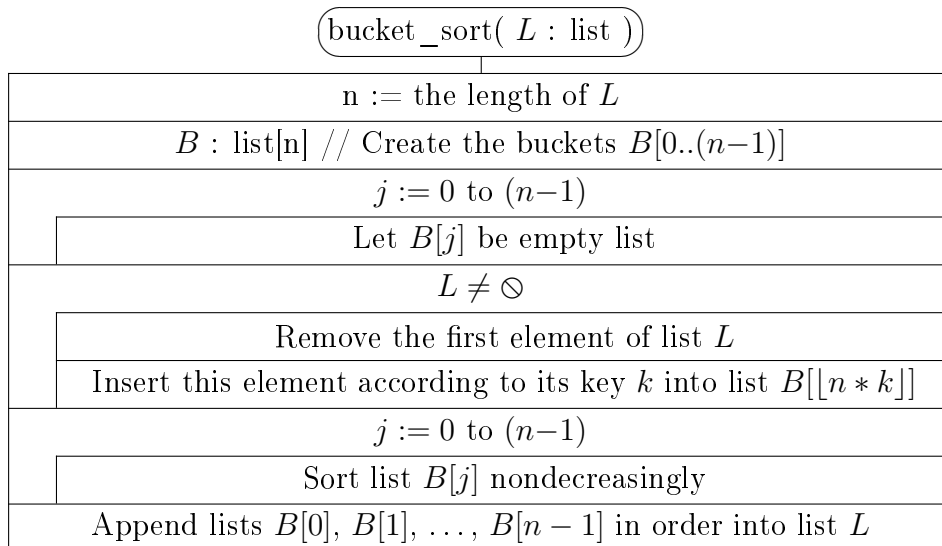 bucket_sort( L : list )
n := the length of L
B : list[n] // Create the buckets B[0..(n−1)]
j := 0 to (n−1)
Let B[j] be empty list
L ≠ ⦸
Remove the first element of list L
Insert this element according to its key k into list B[⌊n ∗ k⌋]
j := 0 to (n−1)
Sort list B[j] nondecreasingly
Append lists B[0], B[1], . . . , B[n − 1] in order into list L